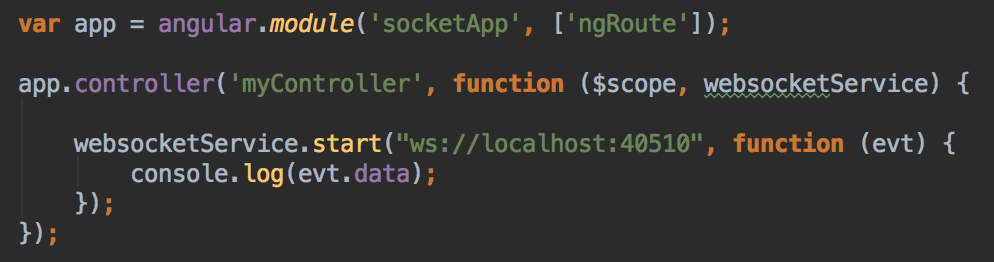 var app = angular.module('socketApp', ['ngRoute']);
app.controller('myController', function ($scope, websocketService) {
websocketService.start("ws://localhost:40510", function (evt) {
console.log(evt.data);
});
});